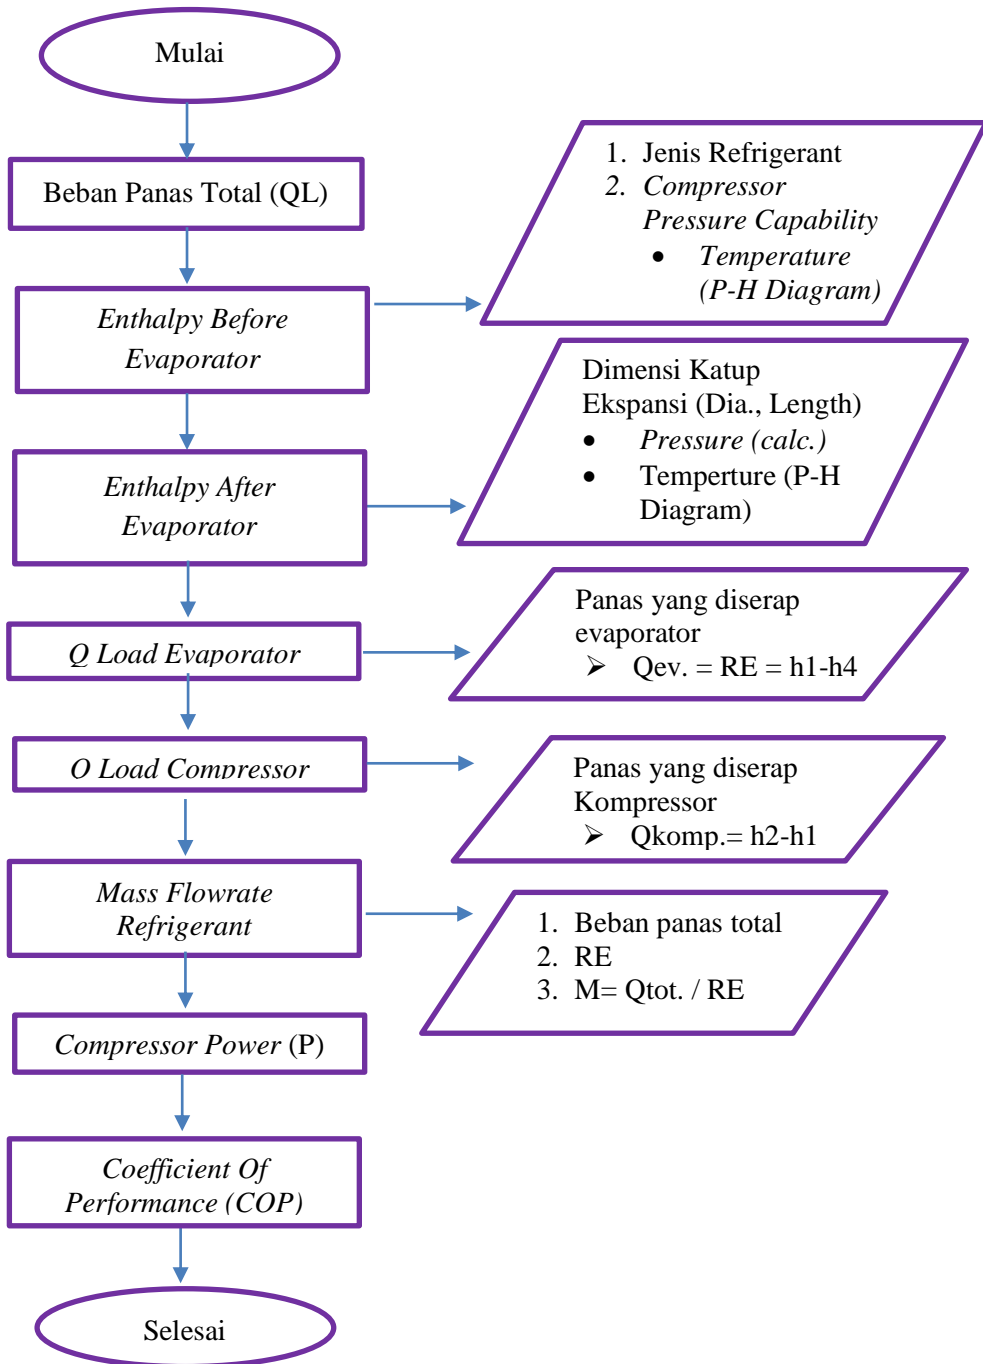 Mulai
Beban Panas Total (QL)
1. Jenis Refrigerant
2. Compressor
Pressure Capability
• Temperature
(P-H Diagram)
Enthalpy Before
Evaporator
Dimensi Katup
Ekspansi (Dia., Length)
• Pressure (calc.)
• Temperture (P-H
Diagram)
Enthalpy After
Evaporator
Panas yang diserap
evaporator
➢ Qev. = RE = h1-h4
Q Load Evaporator
Panas yang diserap
Kompressor
➢ Qkomp.= h2-h1
Q Load Compressor
Mass Flowrate
Refrigerant
1. Beban panas total
2. RE
3. M= Qtot. / RE
Compressor Power (P)
Coefficient Of
Performance (COP)
Selesai